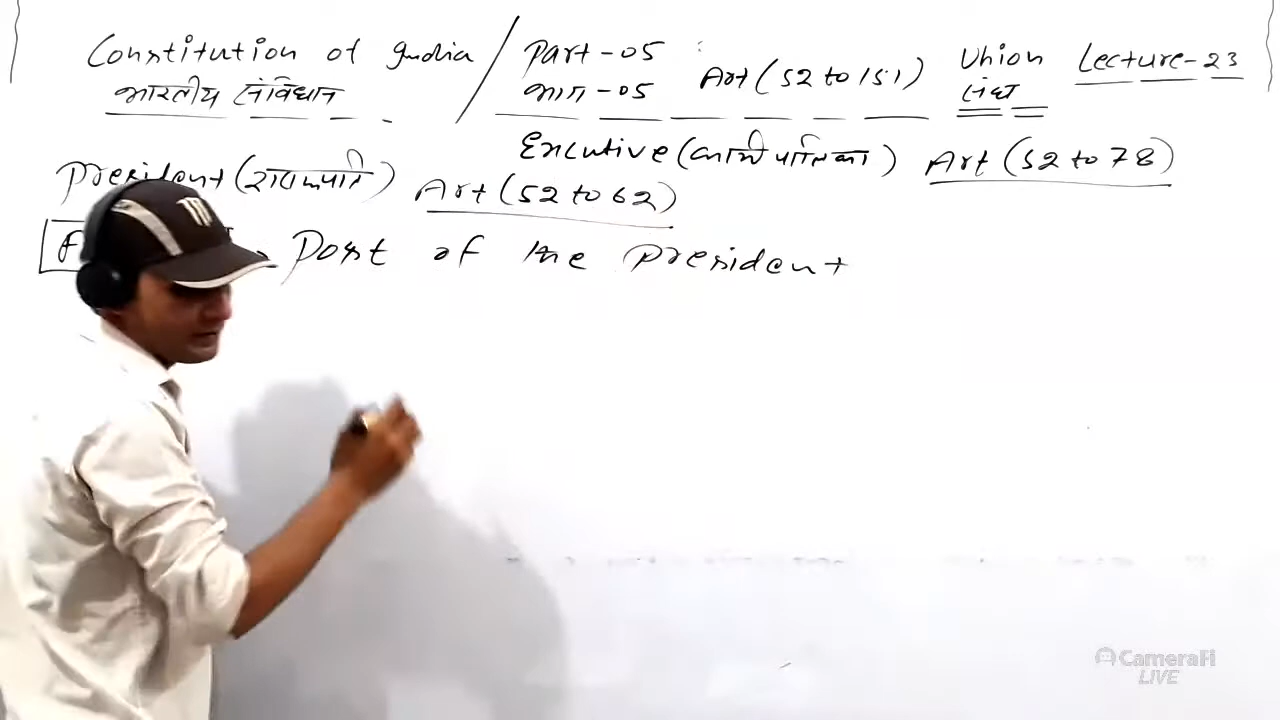 Constitution of India / Part-05 : Art (52 to 151) Union Lecture-23
भारतीय संविधान भाग-05 संघ
Executive (कार्यपालिका) Art (52 to 78)
President (राष्ट्रपति) Art (52 to 62)
Post of the president
CameraFi
LIVE